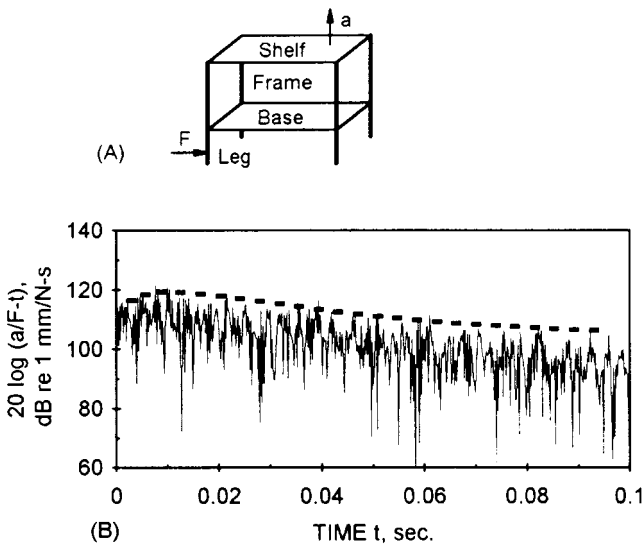 a
Shelf
Frame
Base
F
Leg
(A)
20 log (a/F-t),
dB re 1 mm/N-s
140
120
100
80
60
0
0.02
0.04
0.06
0.08
0.1
(B)
TIME t, sec.